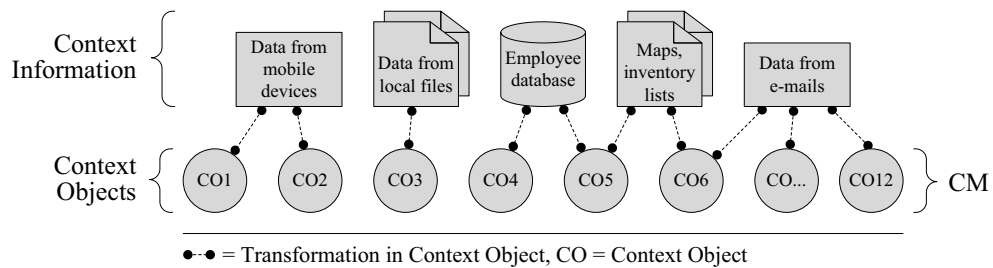 Context
Information
Data from
mobile
devices
Data from
local files
Employee
database
Maps,
inventory
lists
Data from
e-mails
Context
Objects
CO1
CO2
CO3
CO4
CO5
CO6
CO...
CO12
CM
= Transformation in Context Object, CO = Context Object